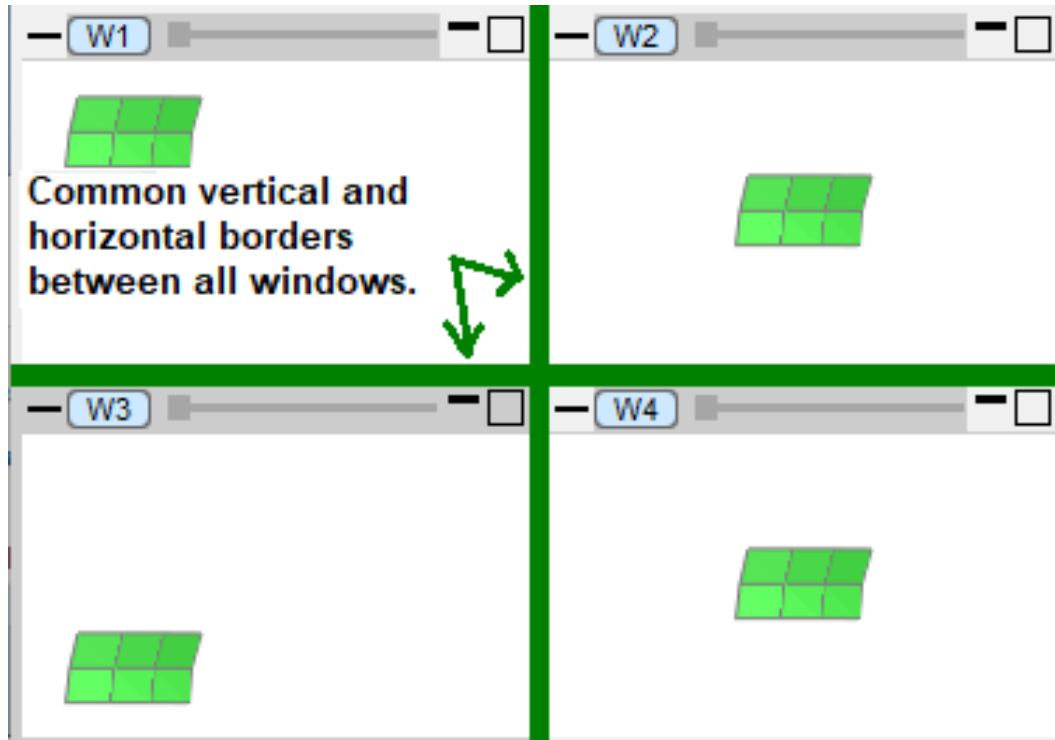 W1
W2
Common vertical and
horizontal borders
between all windows.
W3
W4